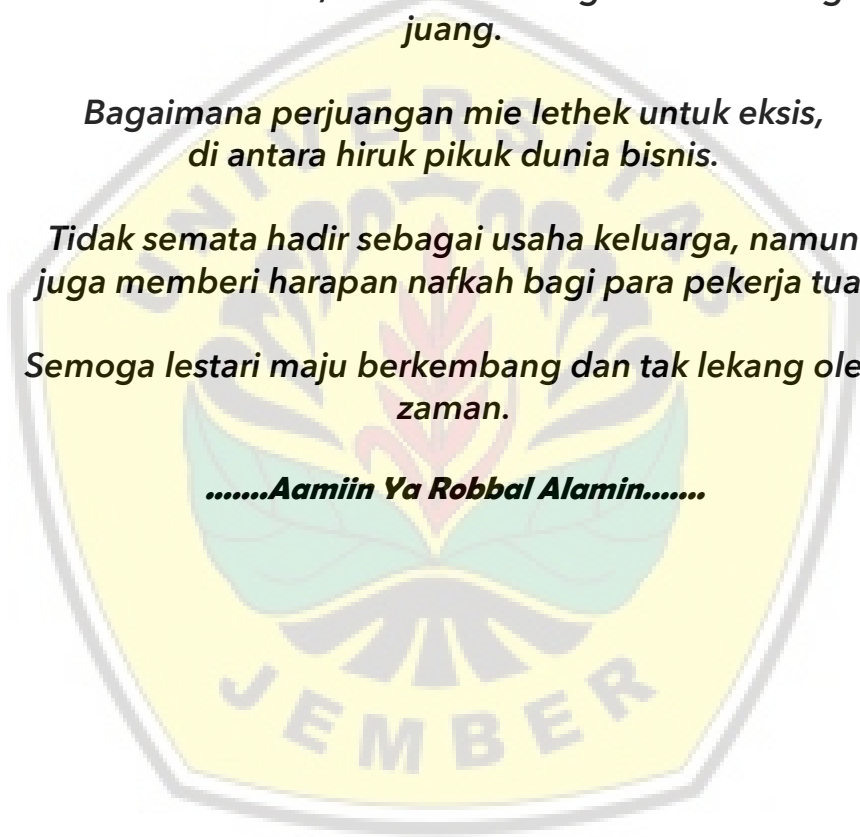 juang.
Bagaimana perjuangan mie lethek untuk eksis,
di antara hiruk pikuk dunia bisnis.
Tidak semata hadir sebagai usaha keluarga, namun
juga memberi harapan nafkah bagi para pekerja tua
Semoga lestari maju berkembang dan tak lekang ole
zaman.
.......Aamiin Ya Robbal Alamin.......
UNIVERSITAS
JEMBER